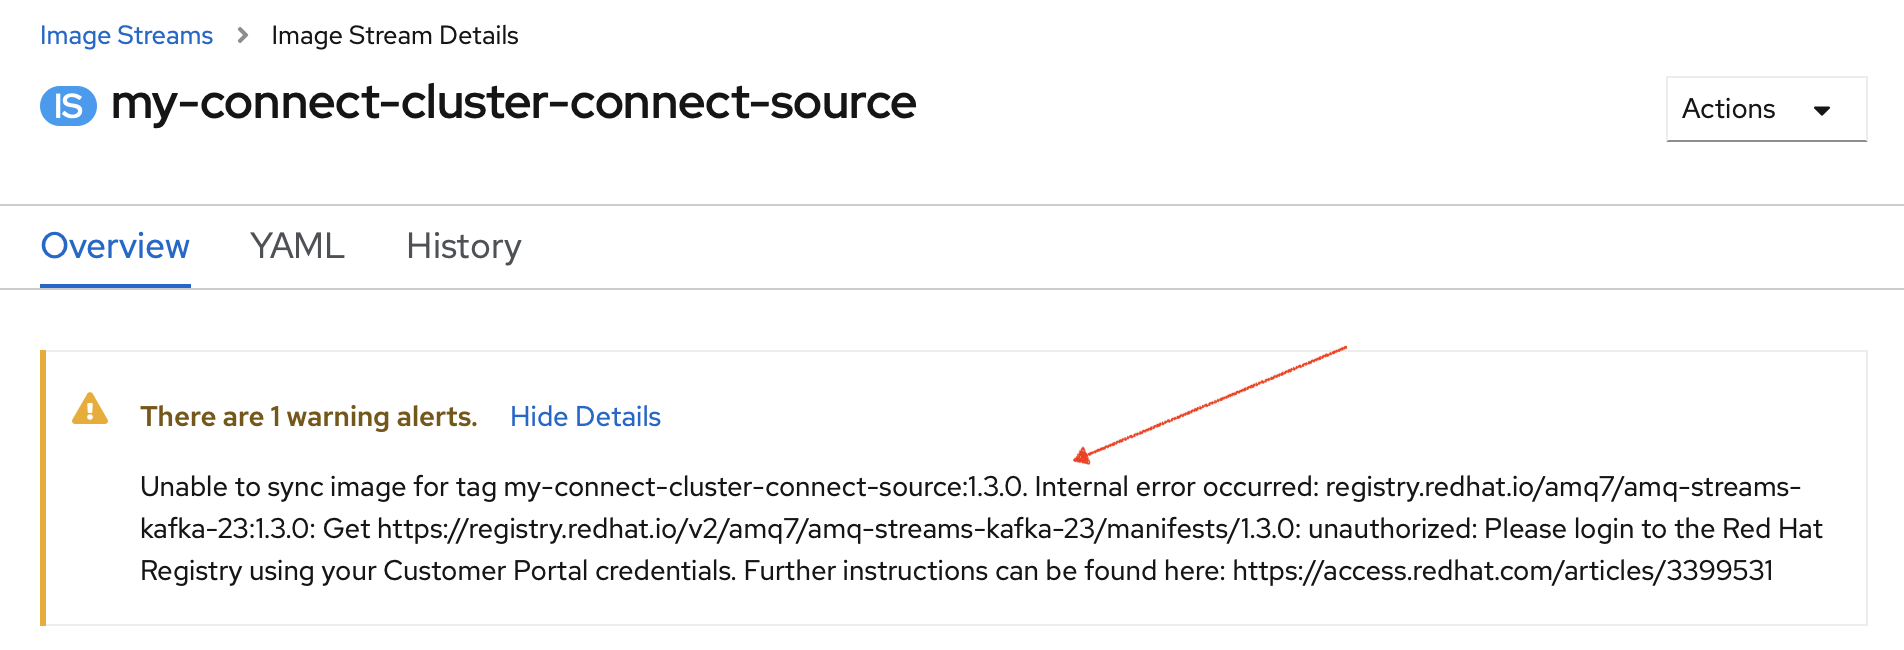 Image Streams > Image Stream Details
IS my-connect-cluster-connect-source
Actions
Overview YAML History
There are 1 warning alerts. Hide Details
Unable to sync image for tag my-connect-cluster-connect-source:1.3.0. Internal error occurred: registry.redhat.io/amq7/amq-streams-
kafka-23:1.3.0: Get https://registry.redhat.io/v2/amq7/amq-streams-kafka-23/manifests/1.3.0: unauthorized: Please login to the Red Hat
Registry using your Customer Portal credentials. Further instructions can be found here: https://access.redhat.com/articles/3399531